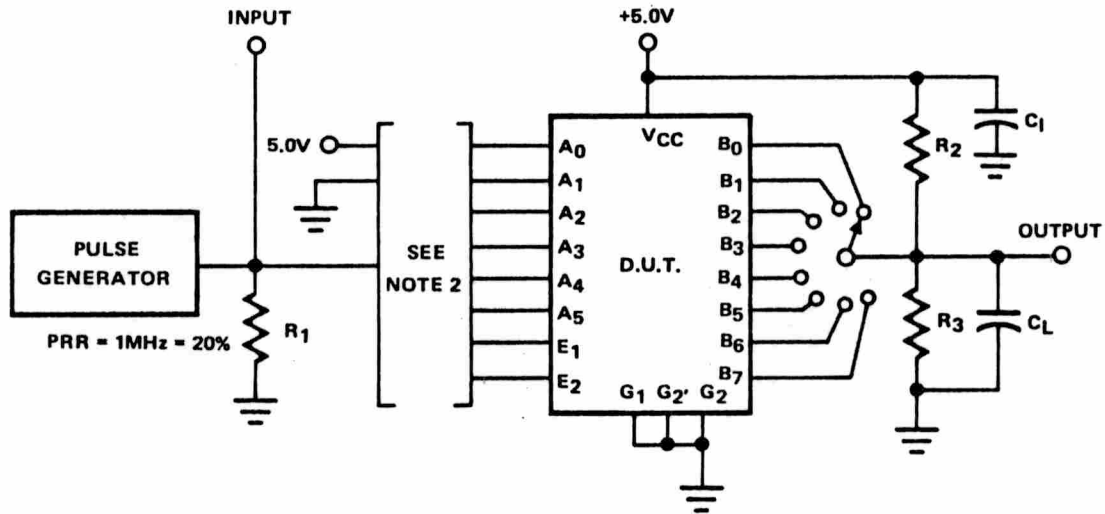 INPUT
+5.0V
5.0V
PULSE
GENERATOR
PRR = 1MHz = 20%
R1
SEE
NOTE 2
A0
A1
A2
A3
A4
A5
E1
E2
VCC
D.U.T.
G1 G2' G2
B0
B1
B2
B3
B4
B5
B6
B7
R2
CI
OUTPUT
R3
CL